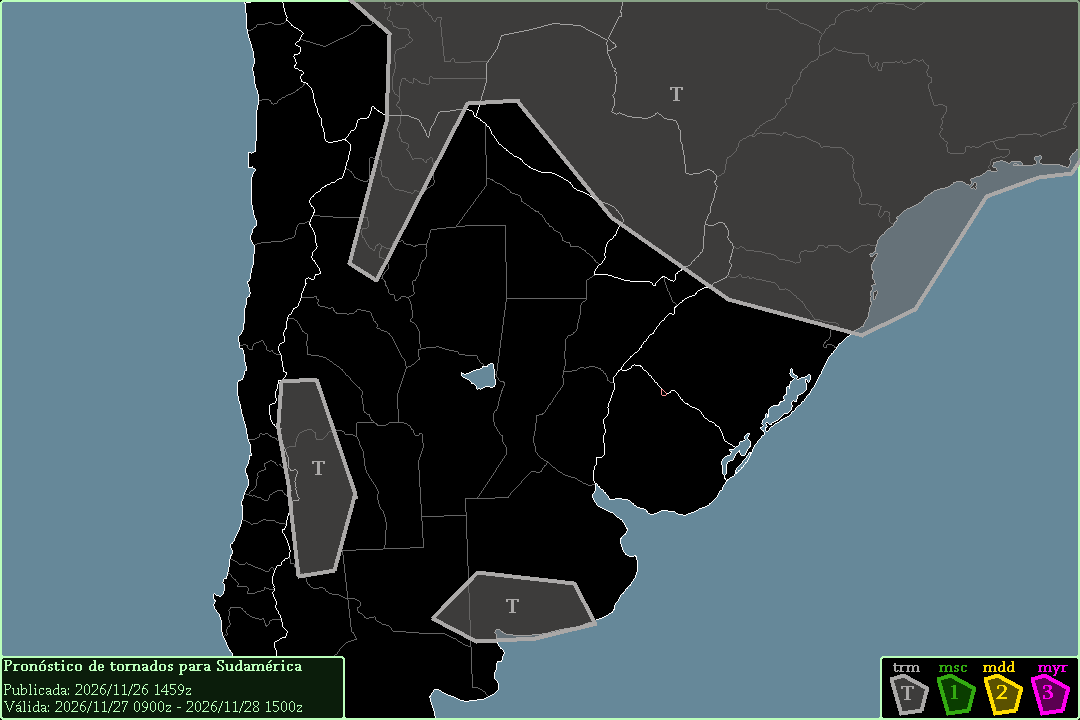 T
T
T
Pronóstico de tornados para Sudamérica
Publicada: 2026/11/26 1459z
Válida: 2026/11/27 0900z - 2026/11/28 1500z
trm msc mdd myr
T 1 2 3